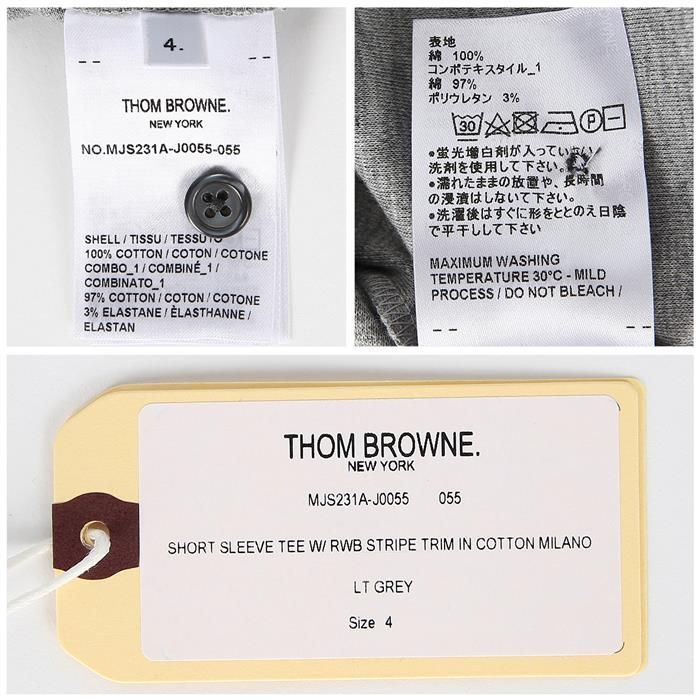 4.
THOM BROWNE.
NEW YORK
NO.MJS231A-J0055-055
SHELL / TISSU / TESSUTO
100% COTTON / COTON / COTONE
COMBO_1 / COMBINÉ_1 /
COMBINATO_1
97% COTTON / COTON / COTONE
3% ELASTANE / ÈLASTHANNE /
ELASTAN
表地
綿 100%
コンポテキスタイル_1
綿 97%
ポリウレタン 3%
30 P
●蛍光増白剤が入っていない
洗剤を使用して下さい。
●濡れたままの放置や、長時間
の浸漬はしないで下さい。
●洗濯後はすぐに形をととのえ日陰
で平干しして下さい
MAXIMUM WASHING
TEMPERATURE 30°C - MILD
PROCESS / DO NOT BLEACH /
THOM BROWNE.
NEW YORK
MJS231A-J0055 055
SHORT SLEEVE TEE W/ RWB STRIPE TRIM IN COTTON MILANO
LT GREY
Size 4